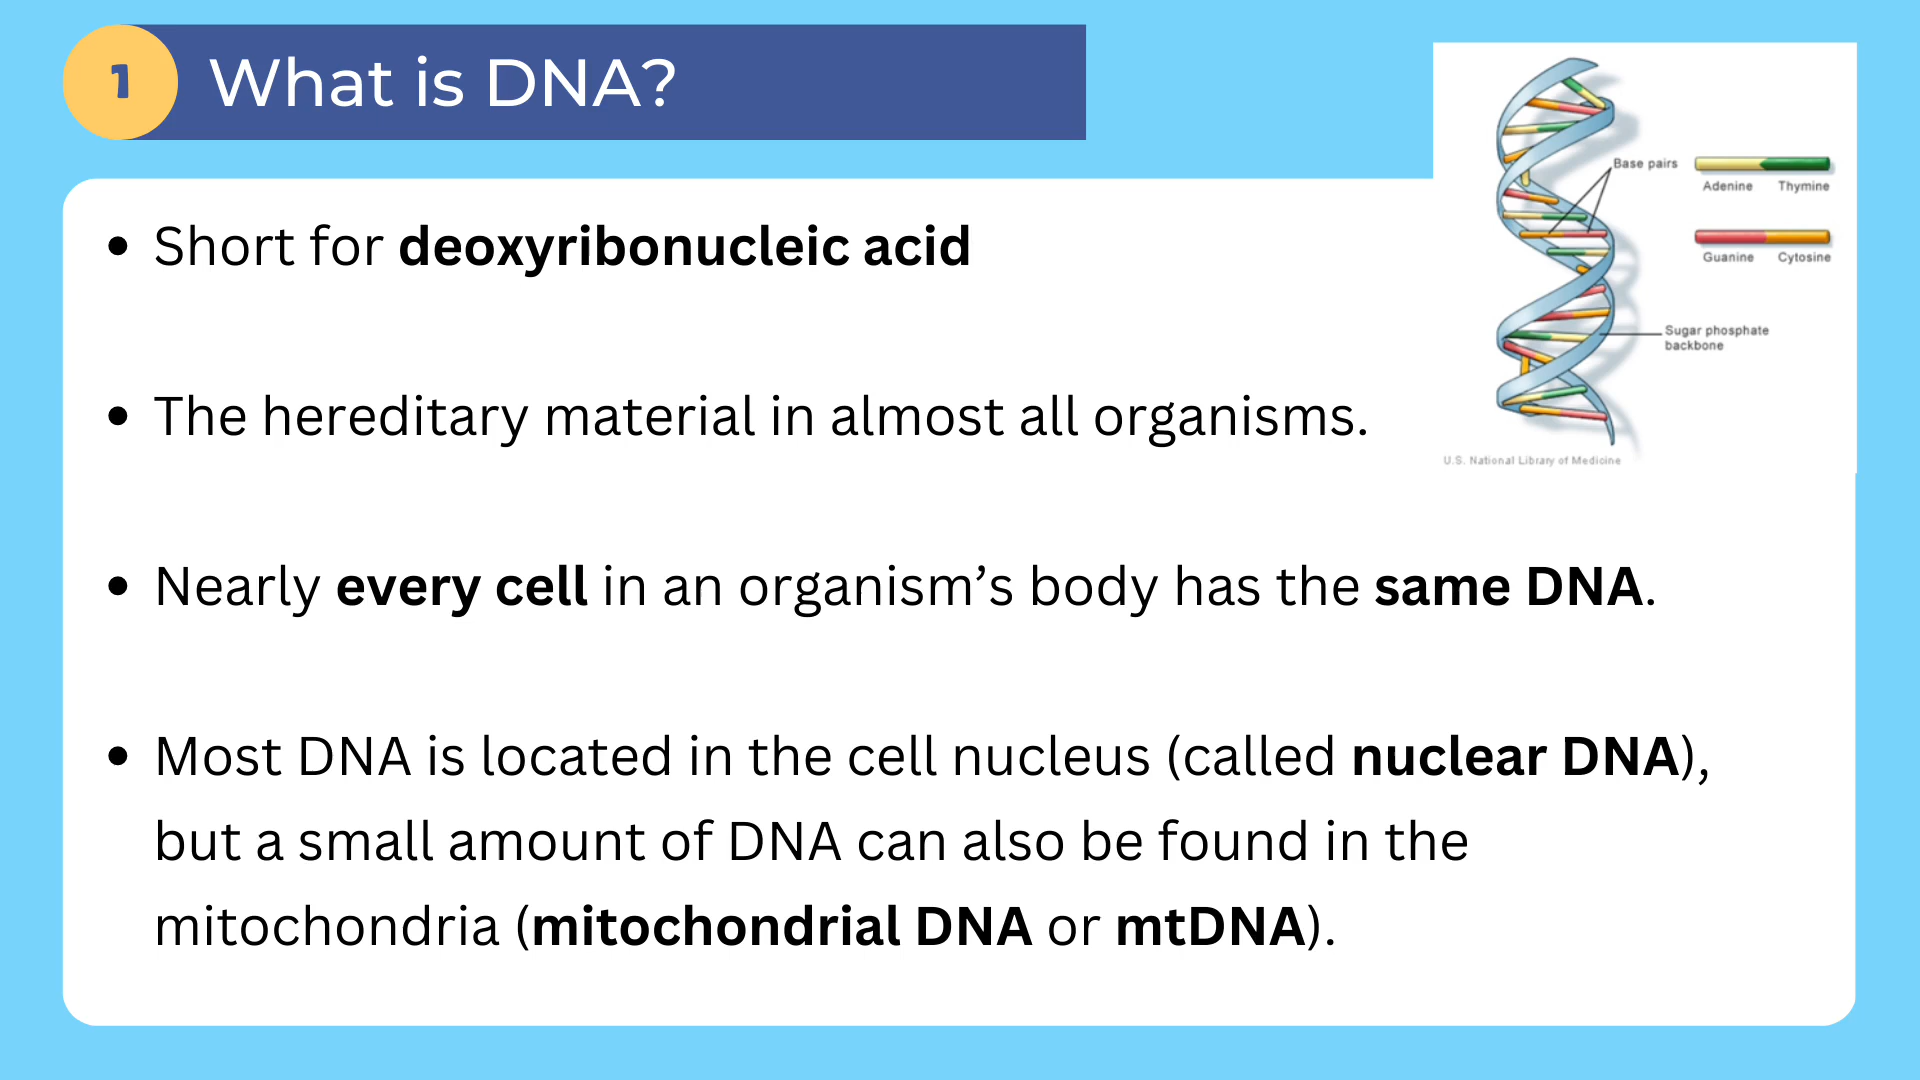 1 What is DNA?
• Short for deoxyribonucleic acid
• The hereditary material in almost all organisms.
• Nearly every cell in an organism’s body has the same DNA.
• Most DNA is located in the cell nucleus (called nuclear DNA),
but a small amount of DNA can also be found in the
mitochondria (mitochondrial DNA or mtDNA).
Base pairs
Adenine Thymine
Guanine Cytosine
Sugar phosphate
backbone
U.S. National Library of Medicine